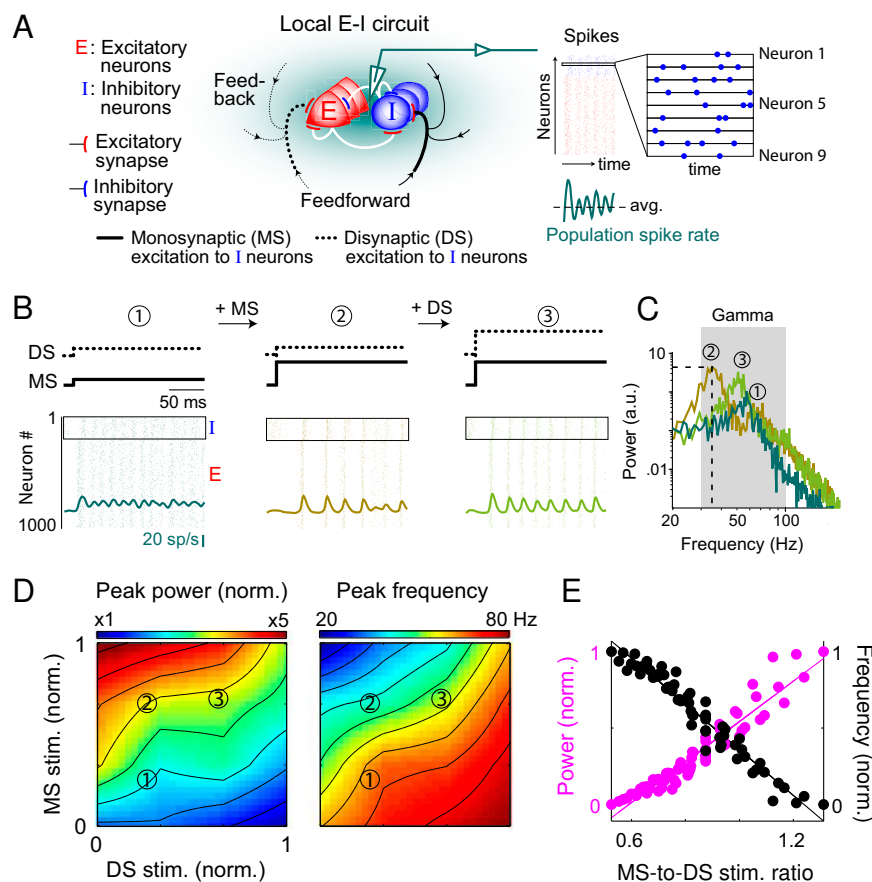 A
Local E-I circuit
E: Excitatory
neurons
I: Inhibitory
neurons
Excitatory
synapse
Inhibitory
synapse
Feed-
back
E
I
Feedforward
Monosynaptic (MS)
excitation to I neurons
Disynaptic (DS)
excitation to I neurons
Spikes
Neurons
time
Neuron 1
Neuron 5
Neuron 9
time
avg.
Population spike rate
B
①
+ MS
②
+ DS
③
DS
MS
50 ms
1
Neuron #
1000
I
E
20 sp/s
C
Gamma
②
③
①
10
1
.01
Power (a.u.)
20
50
100
Frequency (Hz)
D
Peak power (norm.)
x1
x5
Peak frequency
20
80 Hz
1
MS stim. (norm.)
0
②
③
①
②
③
①
0
1
DS stim. (norm.)
E
1
Power (norm.)
0
1
Frequency (norm.)
0
0.6
1.2
MS-to-DS stim. ratio